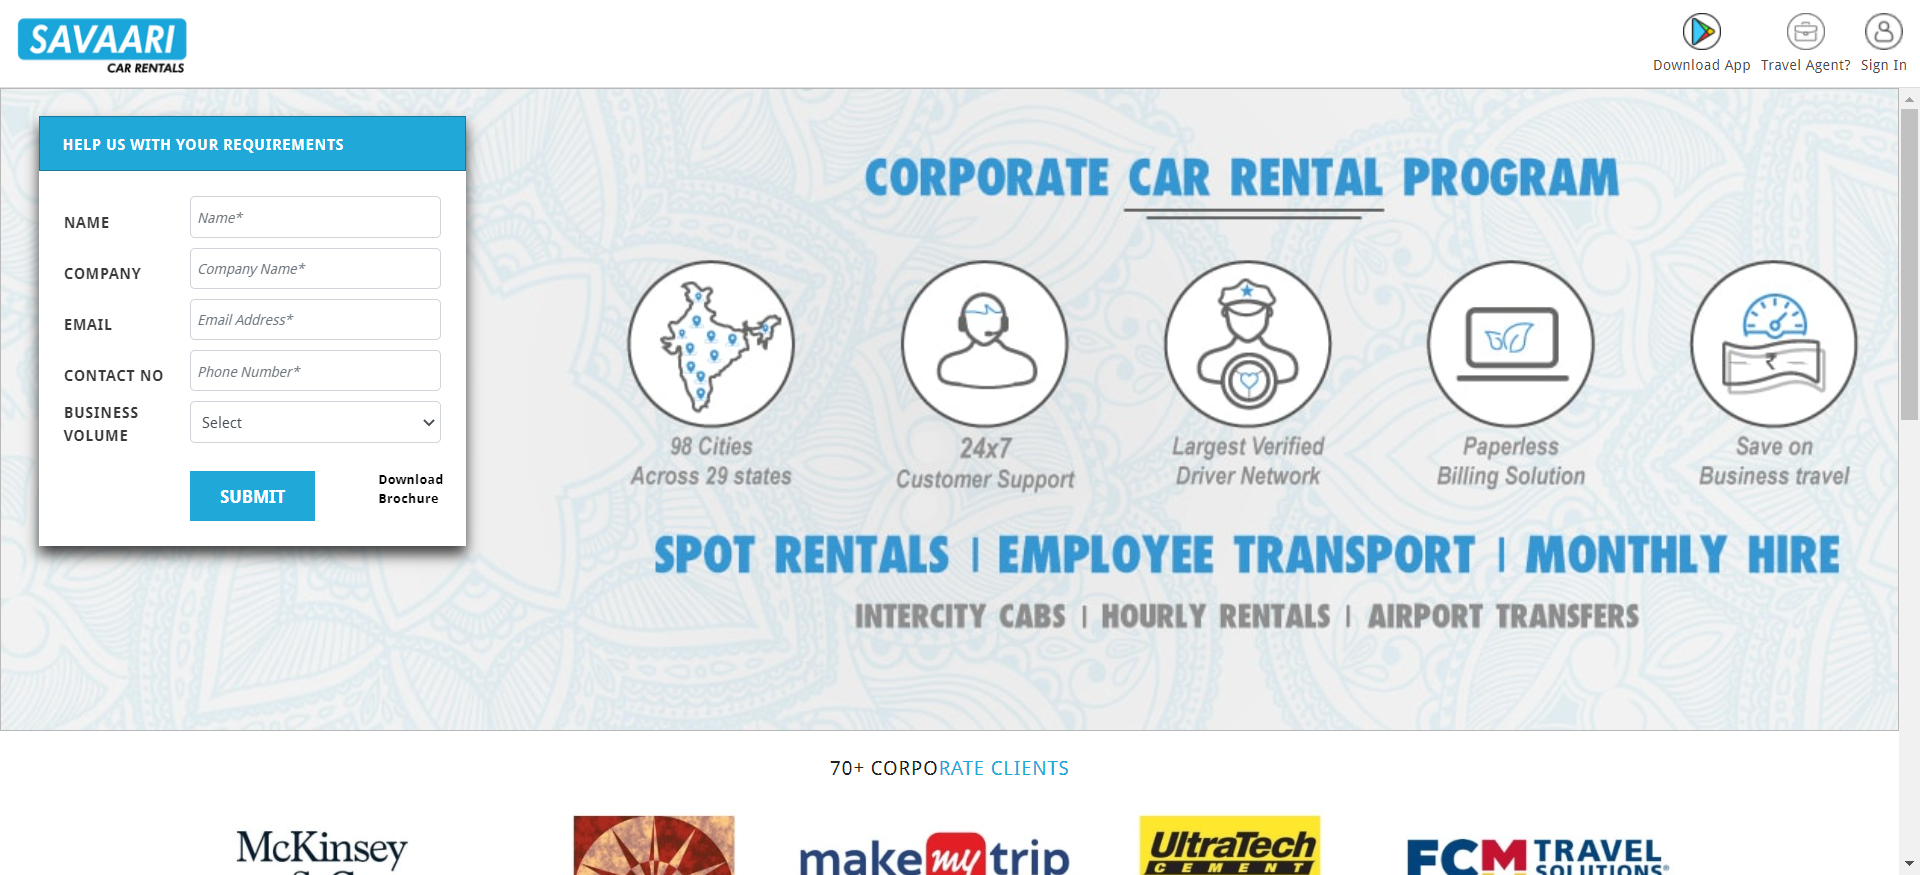 SAVAARI
CAR RENTALS
Download App
Travel Agent?
Sign In
HELP US WITH YOUR REQUIREMENTS
NAME
Name*
COMPANY
Company Name*
EMAIL
Email Address*
CONTACT NO
Phone Number*
BUSINESS
VOLUME
Select
SUBMIT
Download
Brochure
CORPORATE CAR RENTAL PROGRAM
98 Cities
Across 29 states
24x7
Customer Support
Largest Verified
Driver Network
Paperless
Billing Solution
₹
Save on
Business travel
SPOT RENTALS | EMPLOYEE TRANSPORT | MONTHLY HIRE
INTERCITY CABS | HOURLY RENTALS | AIRPORT TRANSFERS
70+ CORPORATE CLIENTS
McKinsey
make my trip
UltraTech
CEMENT
FCM TRAVEL
SOLUTIONS®